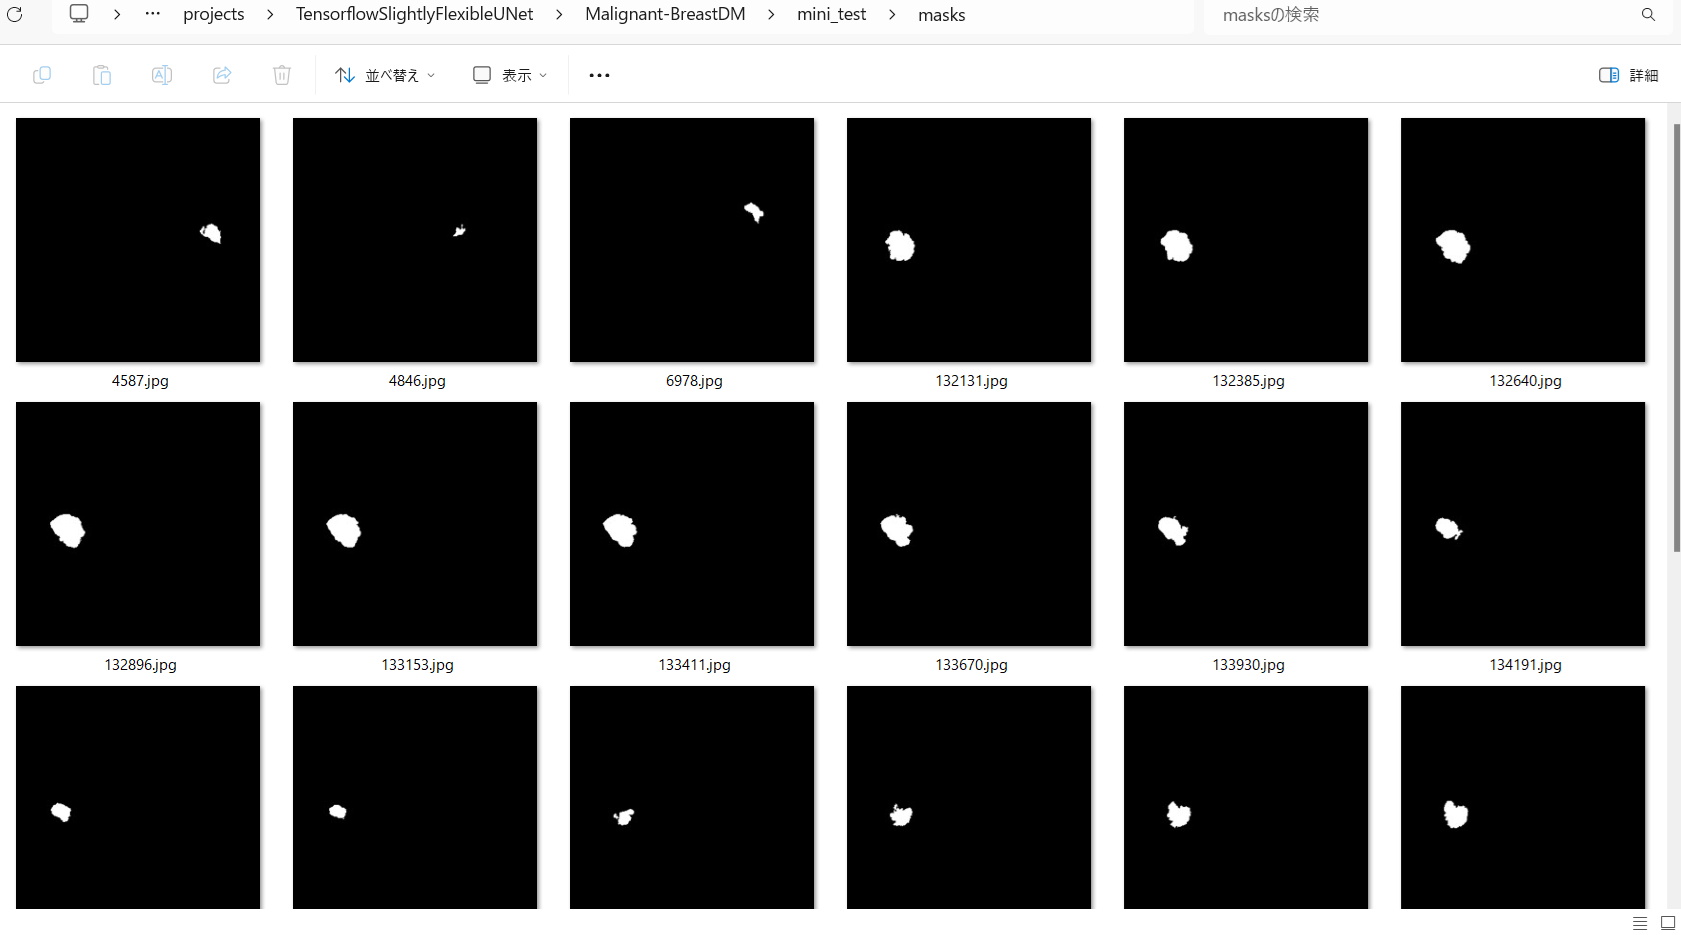 projects > TensorflowSlightlyFlexibleUNet > Malignant-BreastDM > mini_test > masks
masksの検索
並べ替え
表示
詳細
4587.jpg
4846.jpg
6978.jpg
132131.jpg
132385.jpg
132640.jpg
132896.jpg
133153.jpg
133411.jpg
133670.jpg
133930.jpg
134191.jpg